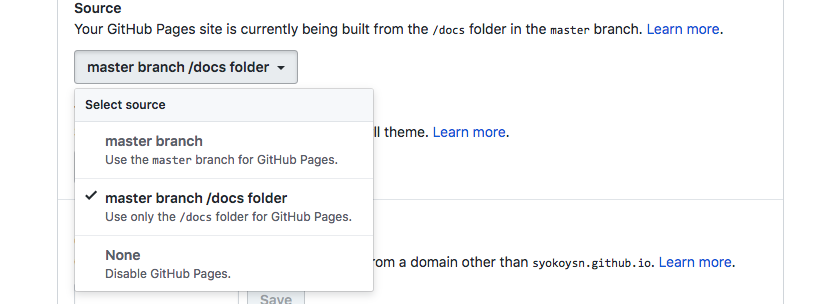 Source
Your GitHub Pages site is currently being built from the /docs folder in the master branch. Learn more.
master branch /docs folder
Select source
ll theme. Learn more.
master branch
Use the master branch for GitHub Pages.
master branch /docs folder
Use only the /docs folder for GitHub Pages.
None
rom a domain other than syokoysn.github.io. Learn more.
Disable GitHub Pages.
Save